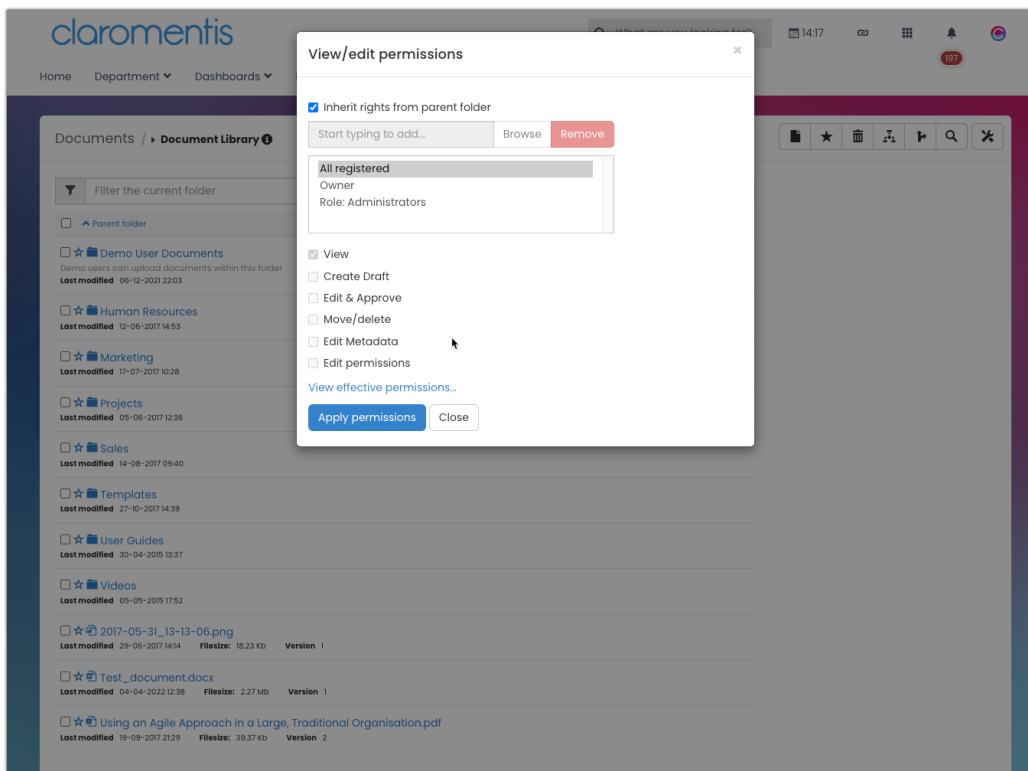 claromentis
What are you looking for?
14:17
197
Home Department Dashboards
View/edit permissions
×
Inherit rights from parent folder
Start typing to add... Browse Remove
All registered
Owner
Role: Administrators
View
Create Draft
Edit & Approve
Move/delete
Edit Metadata
Edit permissions
View effective permissions...
Apply permissions Close
Documents / Document Library
Filter the current folder
Parent folder
Demo User Documents
Demo users can upload documents within this folder
Last modified 06-12-2021 22:03
Human Resources
Last modified 12-06-2017 14:53
Marketing
Last modified 17-07-2017 10:28
Projects
Last modified 05-06-2017 12:36
Sales
Last modified 14-08-2017 09:40
Templates
Last modified 27-10-2017 14:39
User Guides
Last modified 30-04-2015 13:37
Videos
Last modified 05-05-2015 17:52
2017-05-31_13-13-06.png
Last modified 29-06-2017 14:14 Filesize: 18.23 Kb Version 1
Test_document.docx
Last modified 04-04-2022 12:38 Filesize: 2.27 Mb Version 1
Using an Agile Approach in a Large, Traditional Organisation.pdf
Last modified 19-09-2017 21:29 Filesize: 39.37 Kb Version 2